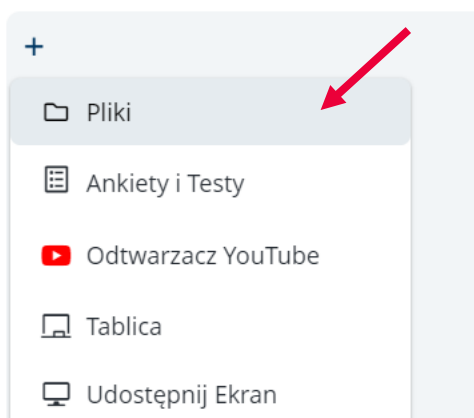 +
Pliki
Ankiety i Testy
Odtwarzacz YouTube
Tablica
Udostępnij Ekran